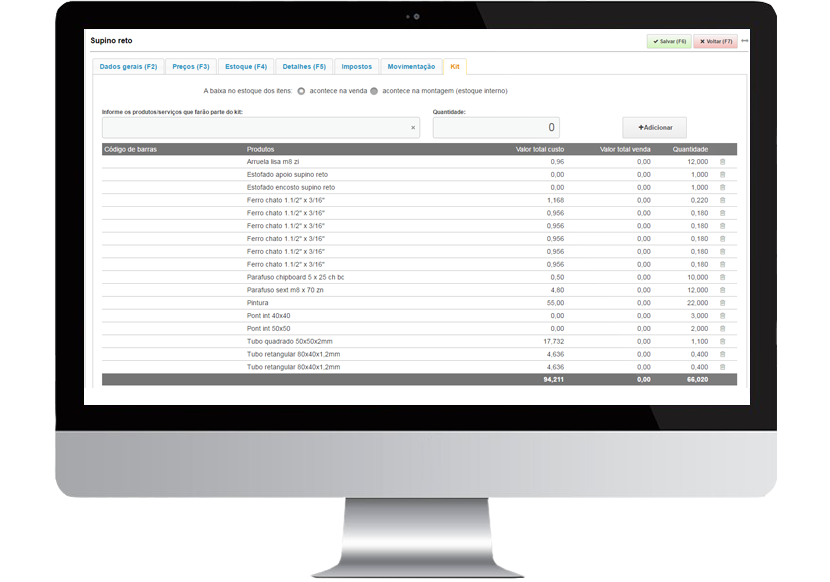 Supino reto
✔ Salvar (F6) ✖ Voltar (F7)
Dados gerais (F2) Preços (F3) Estoque (F4) Detalhes (F5) Impostos Movimentação Kit
A baixa no estoque dos itens: acontece na venda acontece na montagem (estoque interno)
Informe os produtos/serviços que farão parte do kit: Quantidade:
× 0 +Adicionar
Código de barras Produtos Valor total custo Valor total venda Quantidade
Arruela lisa m8 zi 0,96 0,00 12,000
Estofado apoio supino reto 0,00 0,00 1,000
Estofado encosto supino reto 0,00 0,00 1,000
Ferro chato 1.1/2" x 3/16" 1,168 0,00 0,220
Ferro chato 1.1/2" x 3/16" 0,956 0,00 0,180
Ferro chato 1.1/2" x 3/16" 0,956 0,00 0,180
Ferro chato 1.1/2" x 3/16" 0,956 0,00 0,180
Ferro chato 1.1/2" x 3/16" 0,956 0,00 0,180
Ferro chato 1.1/2" x 3/16" 0,956 0,00 0,180
Parafuso chipboard 5 x 25 ch bc 0,50 0,00 10,000
Parafuso sext m8 x 70 zn 4,80 0,00 12,000
Pintura 55,00 0,00 22,000
Pont int 40x40 0,00 0,00 3,000
Pont int 50x50 0,00 0,00 2,000
Tubo quadrado 50x50x2mm 17,732 0,00 1,100
Tubo retangular 80x40x1,2mm 4,636 0,00 0,400
Tubo retangular 80x40x1,2mm 4,636 0,00 0,400
94,211 0,00 66,020